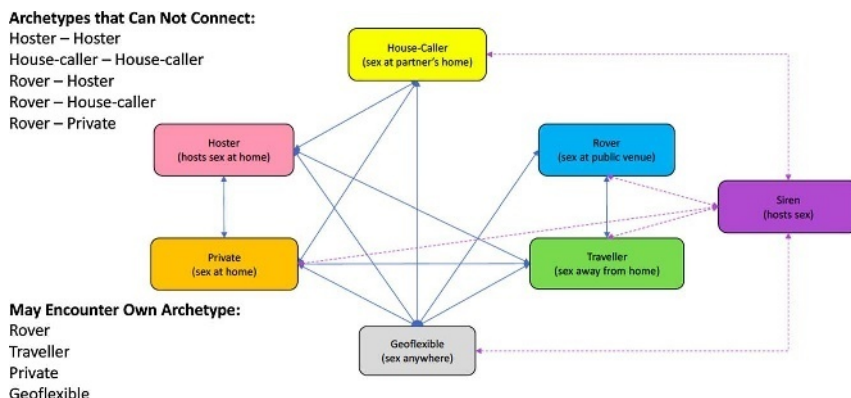 Archetypes that Can Not Connect:
Hoster – Hoster
House-caller – House-caller
Rover – Hoster
Rover – House-caller
Rover – Private
House-Caller
(sex at partner's home)
Hoster
(hosts sex at home)
Rover
(sex at public venue)
Siren
(hosts sex)
Private
(sex at home)
Traveller
(sex away from home)
Geoflexible
(sex anywhere)
May Encounter Own Archetype:
Rover
Traveller
Private
Geoflexible